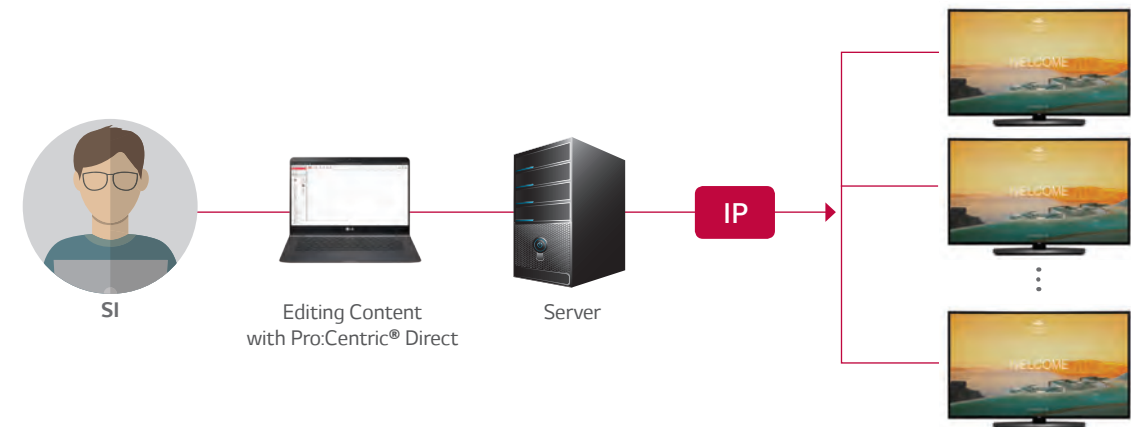 WELCOME
WELCOME
IP
SI
Editing Content
with Pro:Centric® Direct
Server
WELCOME